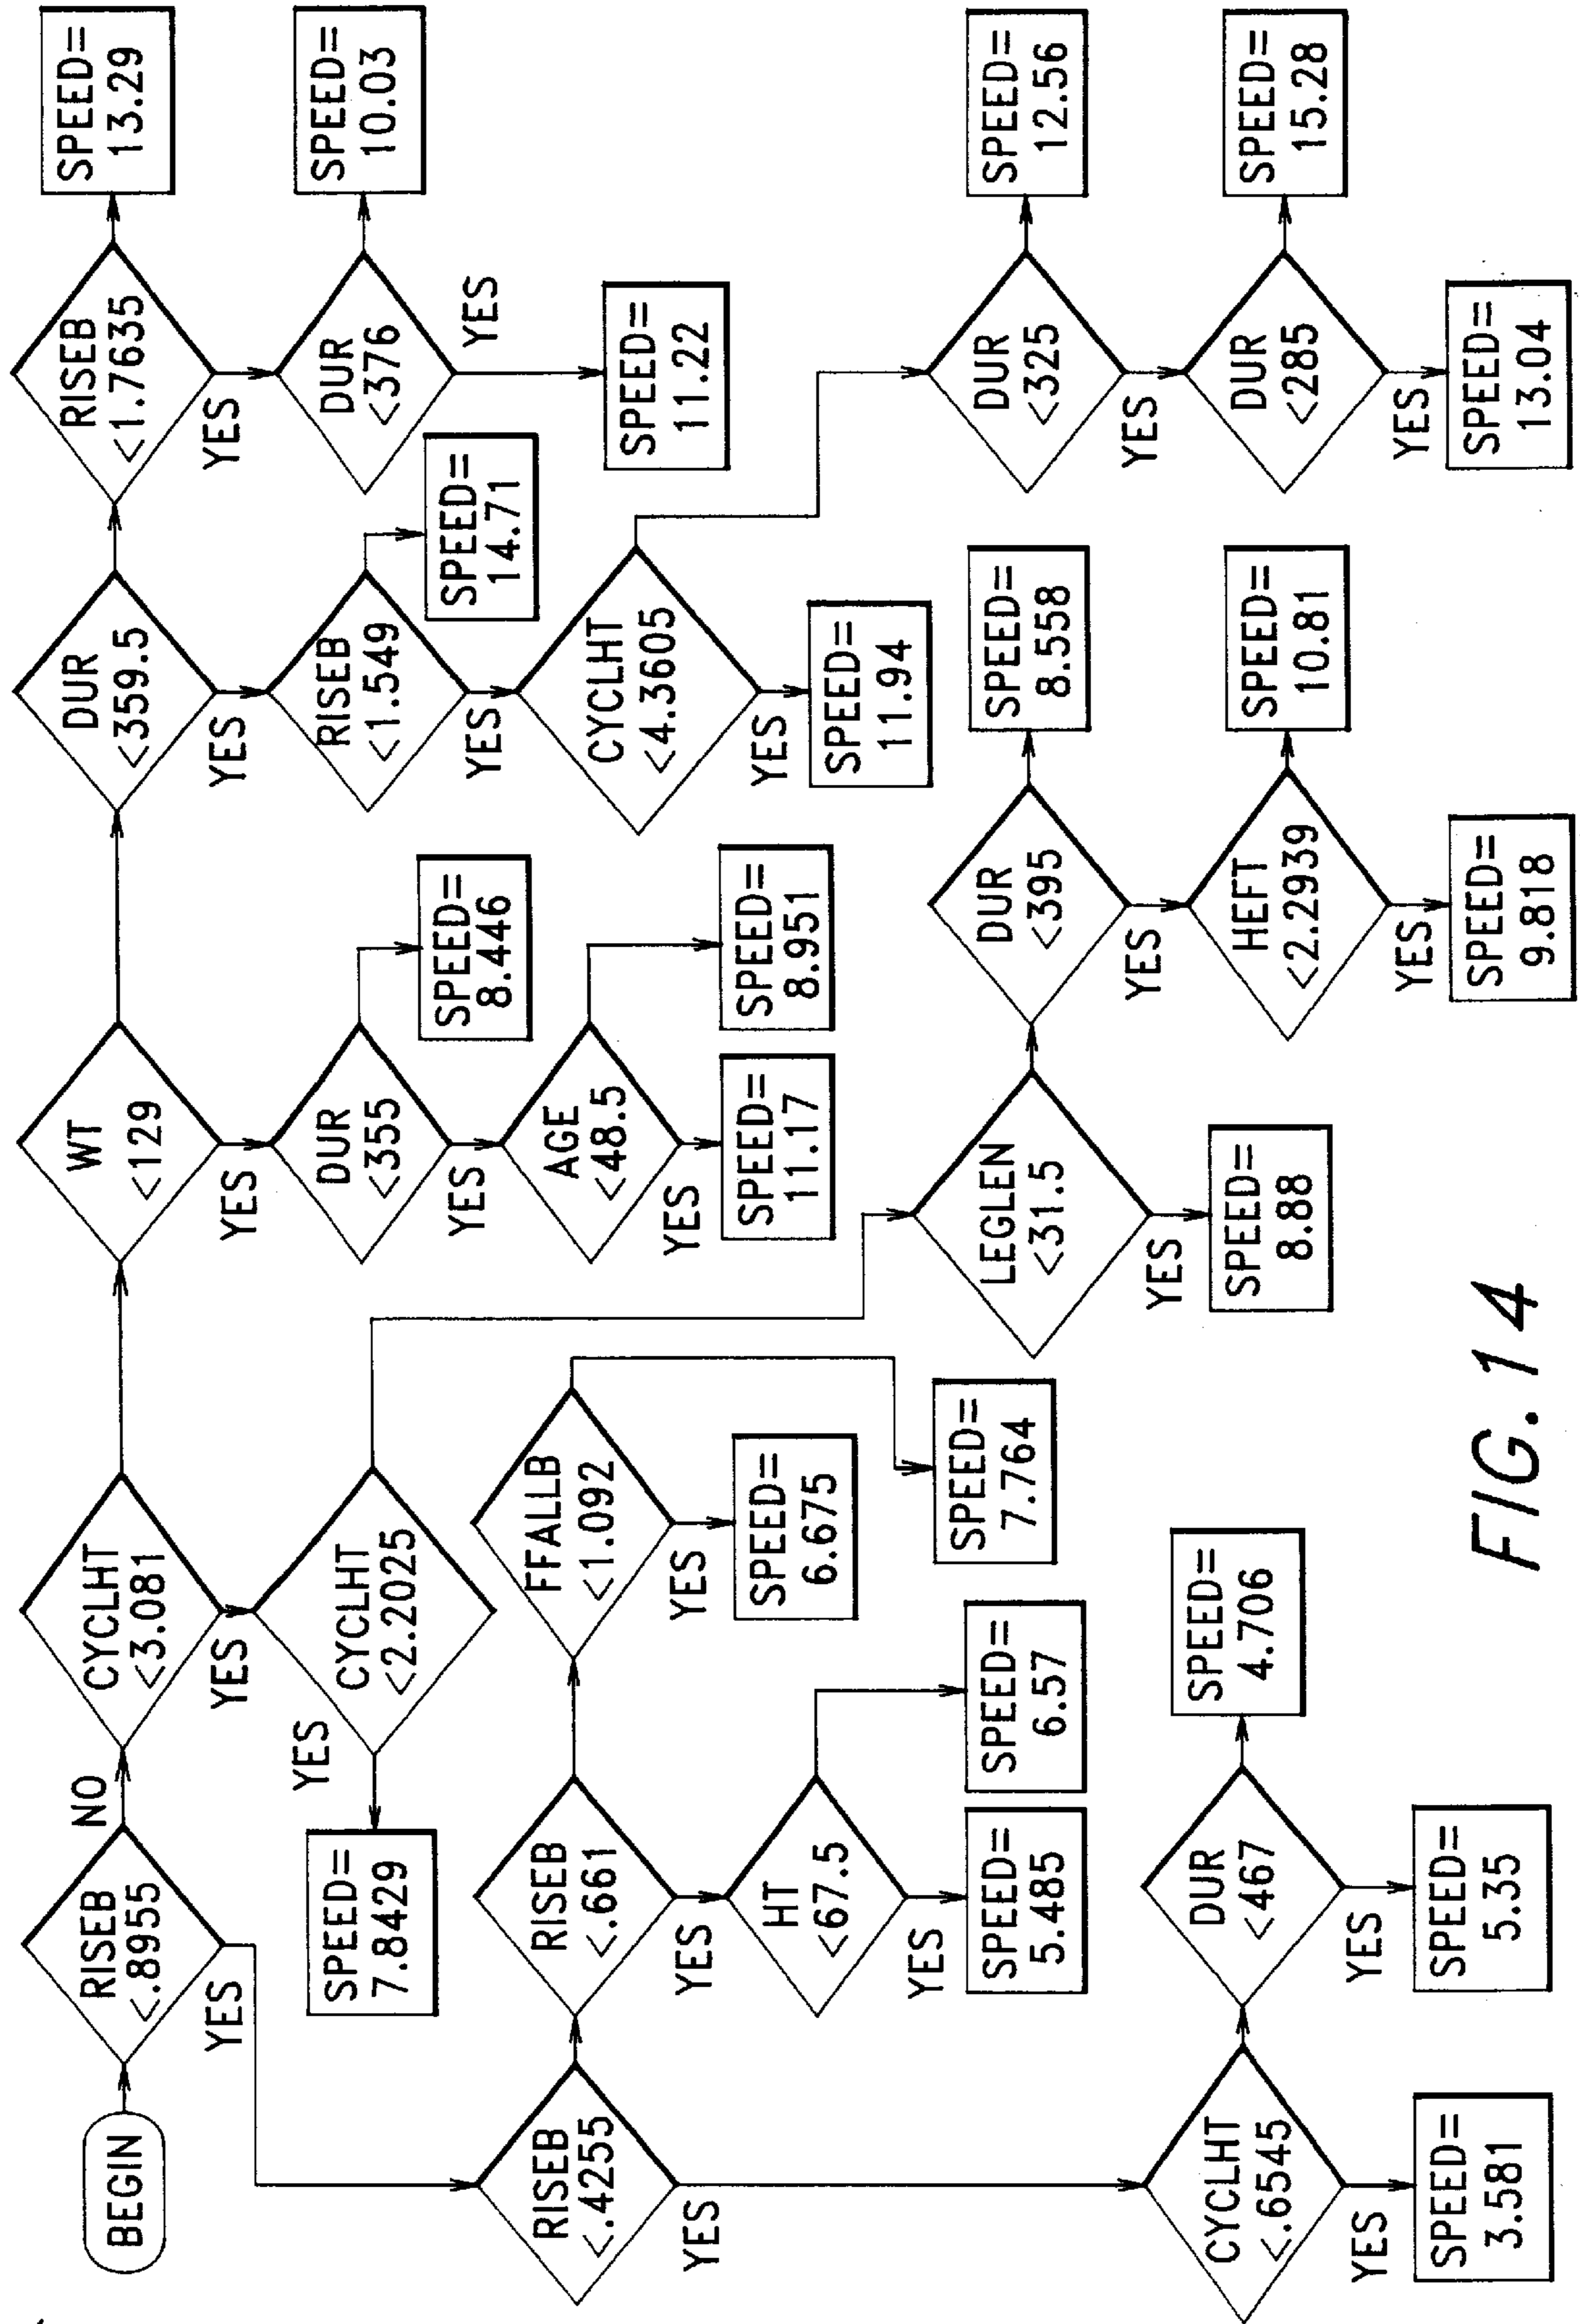 BEGIN
RISEB
<.8955
NO
YES
CYCLHT
<3.081
YES
WT
<129
YES
DUR
<359.5
YES
RISEB
<1.7635
YES
SPEED=
13.29
DUR
<376
YES
SPEED=
10.03
SPEED=
11.22
RISEB
<1.549
YES
SPEED=
14.71
CYCLHT
<4.3605
YES
SPEED=
11.94
DUR
<325
YES
SPEED=
12.56
DUR
<285
YES
SPEED=
15.28
SPEED=
13.04
DUR
<355
YES
SPEED=
8.446
AGE
<48.5
YES
SPEED=
11.17
SPEED=
8.951
CYCLHT
<2.2025
YES
SPEED=
7.8429
LEGLEN
<31.5
YES
SPEED=
8.88
DUR
<395
YES
SPEED=
8.558
HEFT
<2.2939
YES
SPEED=
10.81
SPEED=
9.818
RISEB
<.4255
YES
RISEB
<.661
YES
FFALLB
<1.092
YES
SPEED=
6.675
SPEED=
7.764
HT
<67.5
YES
SPEED=
5.485
SPEED=
6.57
CYCLHT
<.6545
YES
SPEED=
3.581
DUR
<467
YES
SPEED=
5.35
SPEED=
4.706
FIG. 14